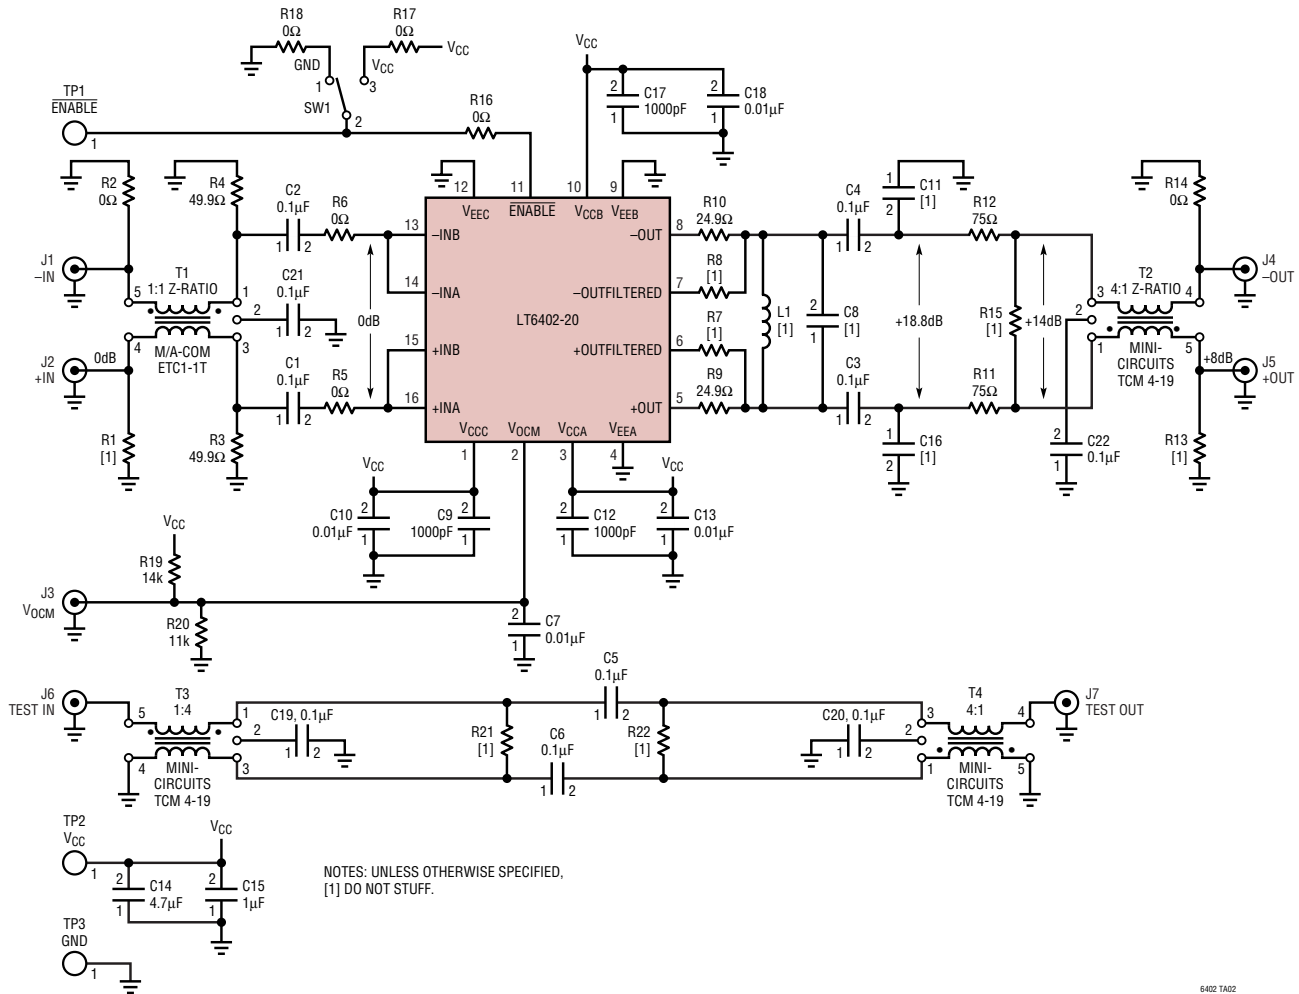 R18
0Ω
R17
0Ω
VCC
GND
VCC
1
3
SW1
2
TP1
ENABLE
1
R16
0Ω
VCC
2
C17
1000pF
1
2
C18
0.01µF
1
R2
0Ω
R4
49.9Ω
C2
0.1µF
1
2
R6
0Ω
12
11
10
9
VEEC
ENABLE
VCCB
VEEB
13
–INB
–OUT
8
R10
24.9Ω
C4
0.1µF
1
2
1
C11
[1]
2
R12
75Ω
R14
0Ω
J1
–IN
T1
1:1 Z-RATIO
5
1
C21
0.1µF
2
1
2
0dB
14
–INA
–OUTFILTERED
7
R8
[1]
LT6402-20
L1
[1]
2
C8
[1]
1
+18.8dB
R15
[1]
+14dB
T2
4:1 Z-RATIO
3
4
2
J4
–OUT
J2
+IN
0dB
4
3
M/A-COM
ETC1-1T
C1
0.1µF
1
2
R5
0Ω
15
+INB
+OUTFILTERED
6
R7
[1]
R9
24.9Ω
C3
0.1µF
1
2
R11
75Ω
1
5
MINI-
CIRCUITS
TCM 4-19
+8dB
J5
+OUT
16
+INA
+OUT
5
VCCC
VOCM
VCCA
VEEA
1
2
3
4
R1
[1]
R3
49.9Ω
1
C16
[1]
2
2
C22
0.1µF
1
R13
[1]
VCC
VCC
C10
0.01µF
2
1
C9
1000pF
2
1
2
C12
1000pF
1
2
C13
0.01µF
1
VCC
R19
14k
J3
VOCM
R20
11k
2
C7
0.01µF
1
J6
TEST IN
T3
1:4
5
1
2
4
3
MINI-
CIRCUITS
TCM 4-19
C19, 0.1µF
1
2
R21
[1]
C5
0.1µF
1
2
C6
0.1µF
1
2
R22
[1]
C20, 0.1µF
1
2
T4
4:1
3
4
2
1
5
MINI-
CIRCUITS
TCM 4-19
J7
TEST OUT
TP2
VCC
1
VCC
2
C14
4.7µF
1
2
C15
1µF
1
TP3
GND
1
NOTES: UNLESS OTHERWISE SPECIFIED,
[1] DO NOT STUFF.
6402 TA02